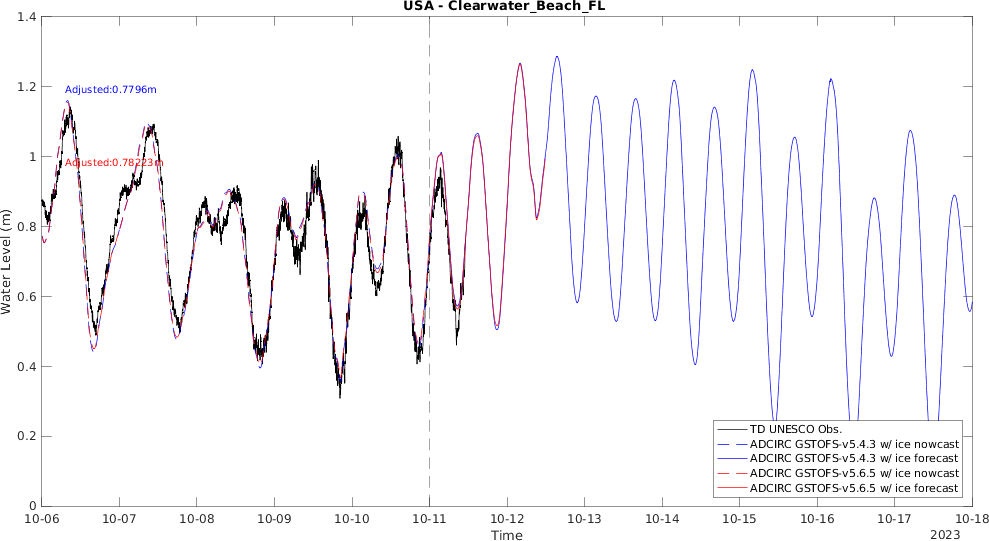 USA - Clearwater_Beach_FL
1.4
1.2
1
0.8
0.6
0.4
0.2
0
Water Level (m)
Adjusted:0.7796m
Adjusted:0.78223m
TD UNESCO Obs.
ADCIRC GSTOFS-v5.4.3 w/ ice nowcast
ADCIRC GSTOFS-v5.4.3 w/ ice forecast
ADCIRC GSTOFS-v5.6.5 w/ ice nowcast
ADCIRC GSTOFS-v5.6.5 w/ ice forecast
10-06 10-07 10-08 10-09 10-10 10-11 10-12 10-13 10-14 10-15 10-16 10-17 10-18
Time
2023